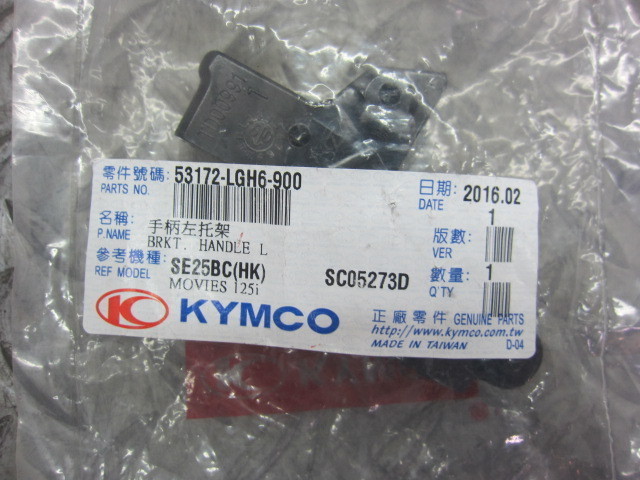 零件號碼: 53172-LGH6-900
PARTS NO.
日期: 2016.02
DATE
名稱: 手柄左托架
P.NAME BRKT. HANDLE L
版數: 1
VER
參考機種: SE25BC(HK)
REF MODEL MOVIES 125i
SC05273D
數量: 1
Q'TY
KYMCO
正廠零件 GENUINE PARTS
http://www.kymco.com.tw
MADE IN TAIWAN D-04